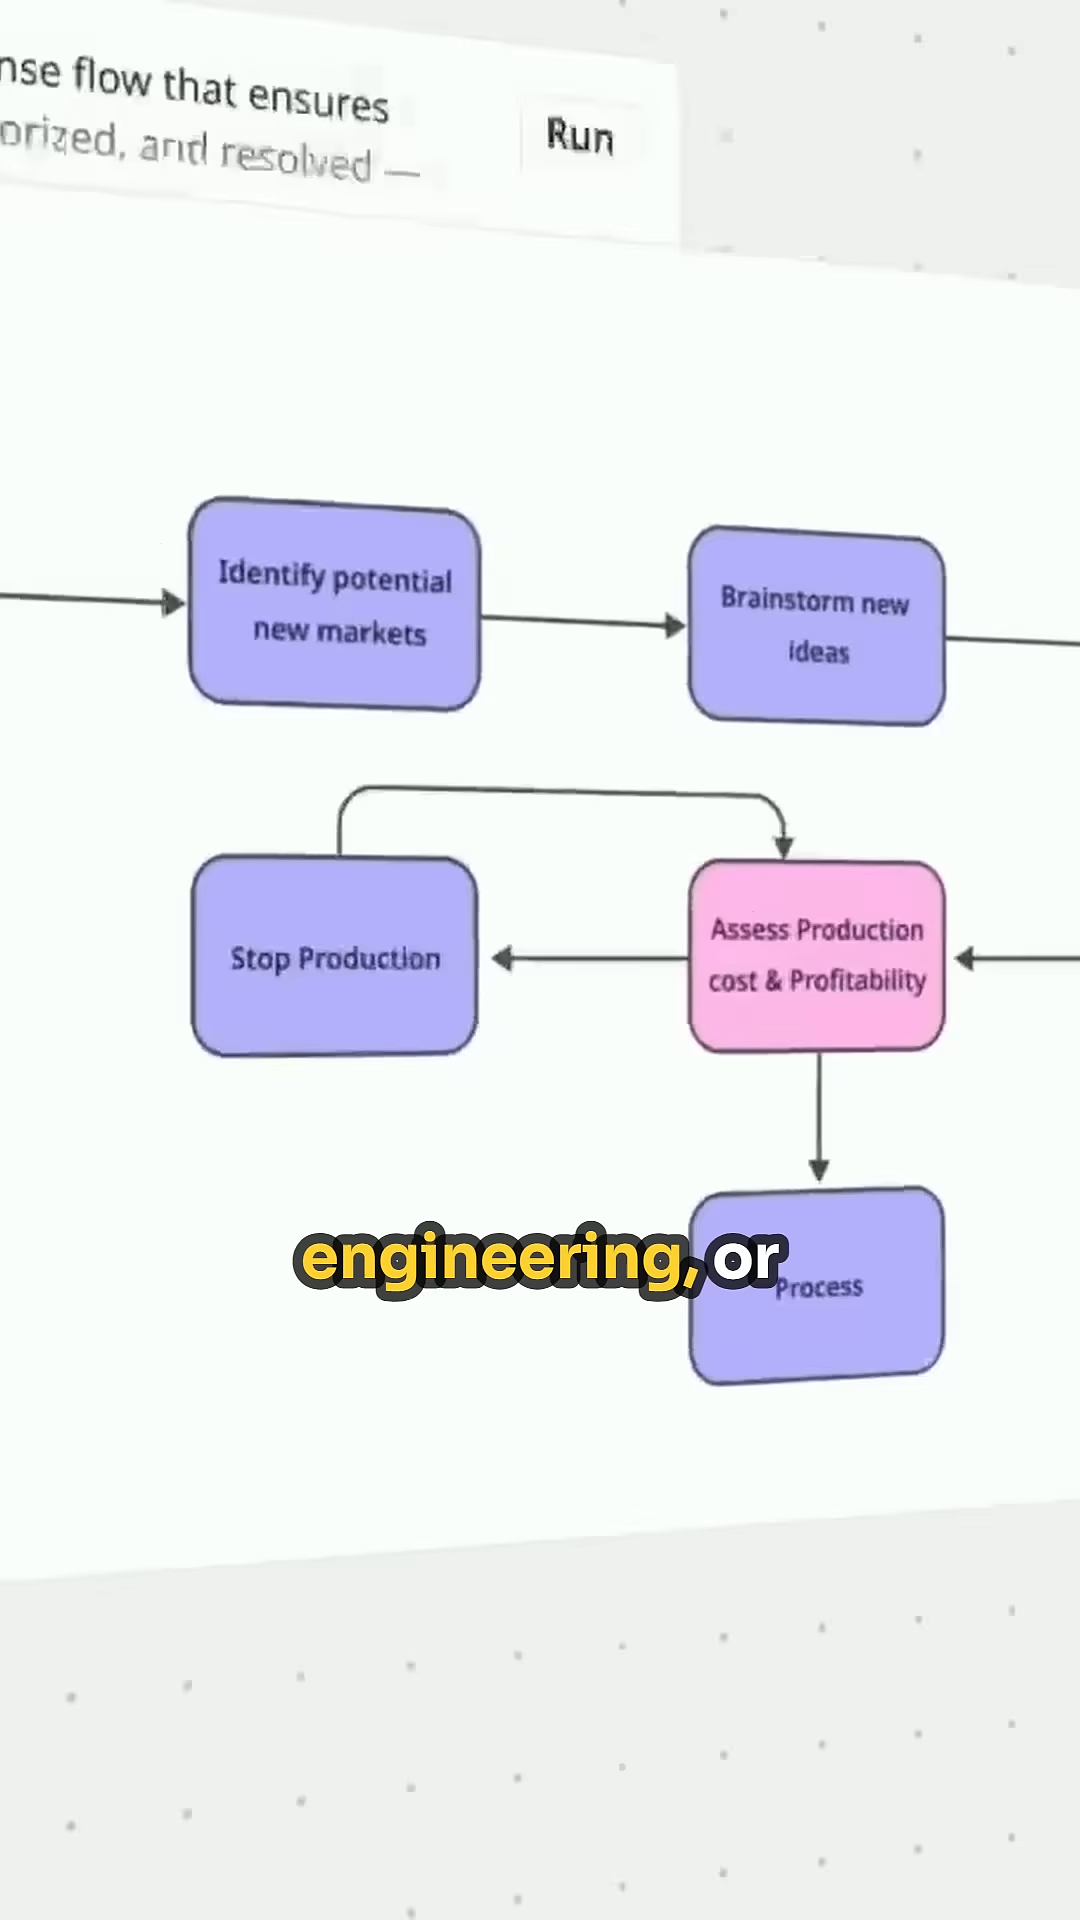 nse flow that ensures
orized, and resolved —
Run
Identify potential
new markets
Brainstorm new
ideas
Stop Production
Assess Production
cost & Profitability
engineering, or
Process